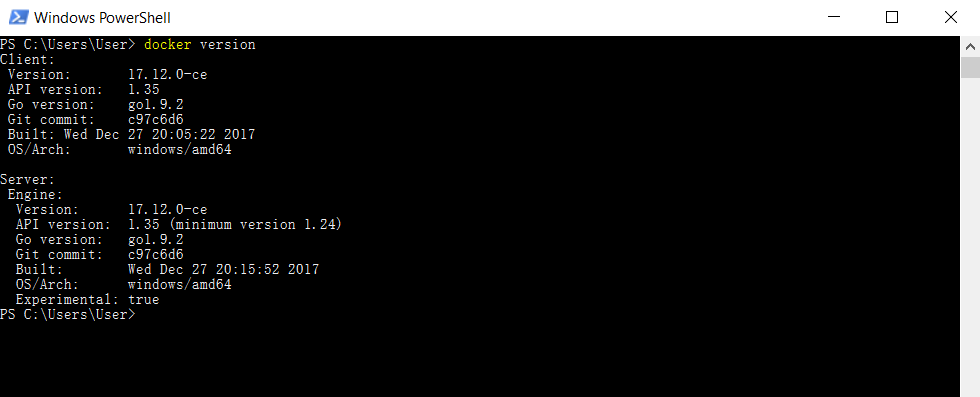 Windows PowerShell
PS C:\Users\User> docker version
Client:
 Version:       17.12.0-ce
 API version:   1.35
 Go version:    go1.9.2
 Git commit:    c97c6d6
 Built: Wed Dec 27 20:05:22 2017
 OS/Arch:       windows/amd64

Server:
 Engine:
  Version:      17.12.0-ce
  API version:  1.35 (minimum version 1.24)
  Go version:   go1.9.2
  Git commit:   c97c6d6
  Built:        Wed Dec 27 20:15:52 2017
  OS/Arch:      windows/amd64
  Experimental: true
PS C:\Users\User>